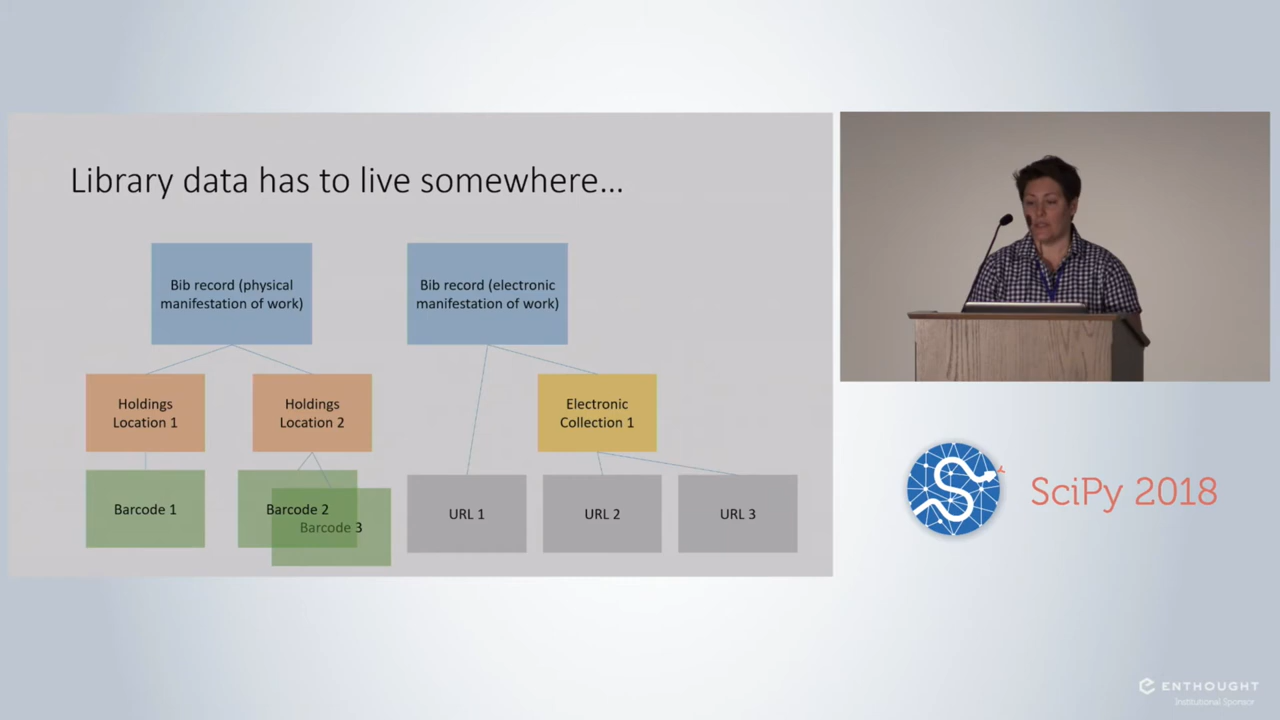 Library data has to live somewhere...
Bib record (physical
manifestation of work)
Bib record (electronic
manifestation of work)
Holdings
Location 1
Holdings
Location 2
Electronic
Collection 1
Barcode 1
Barcode 2
Barcode 3
URL 1
URL 2
URL 3
SciPy 2018
ENTHOUGHT
Institutional Sponsor